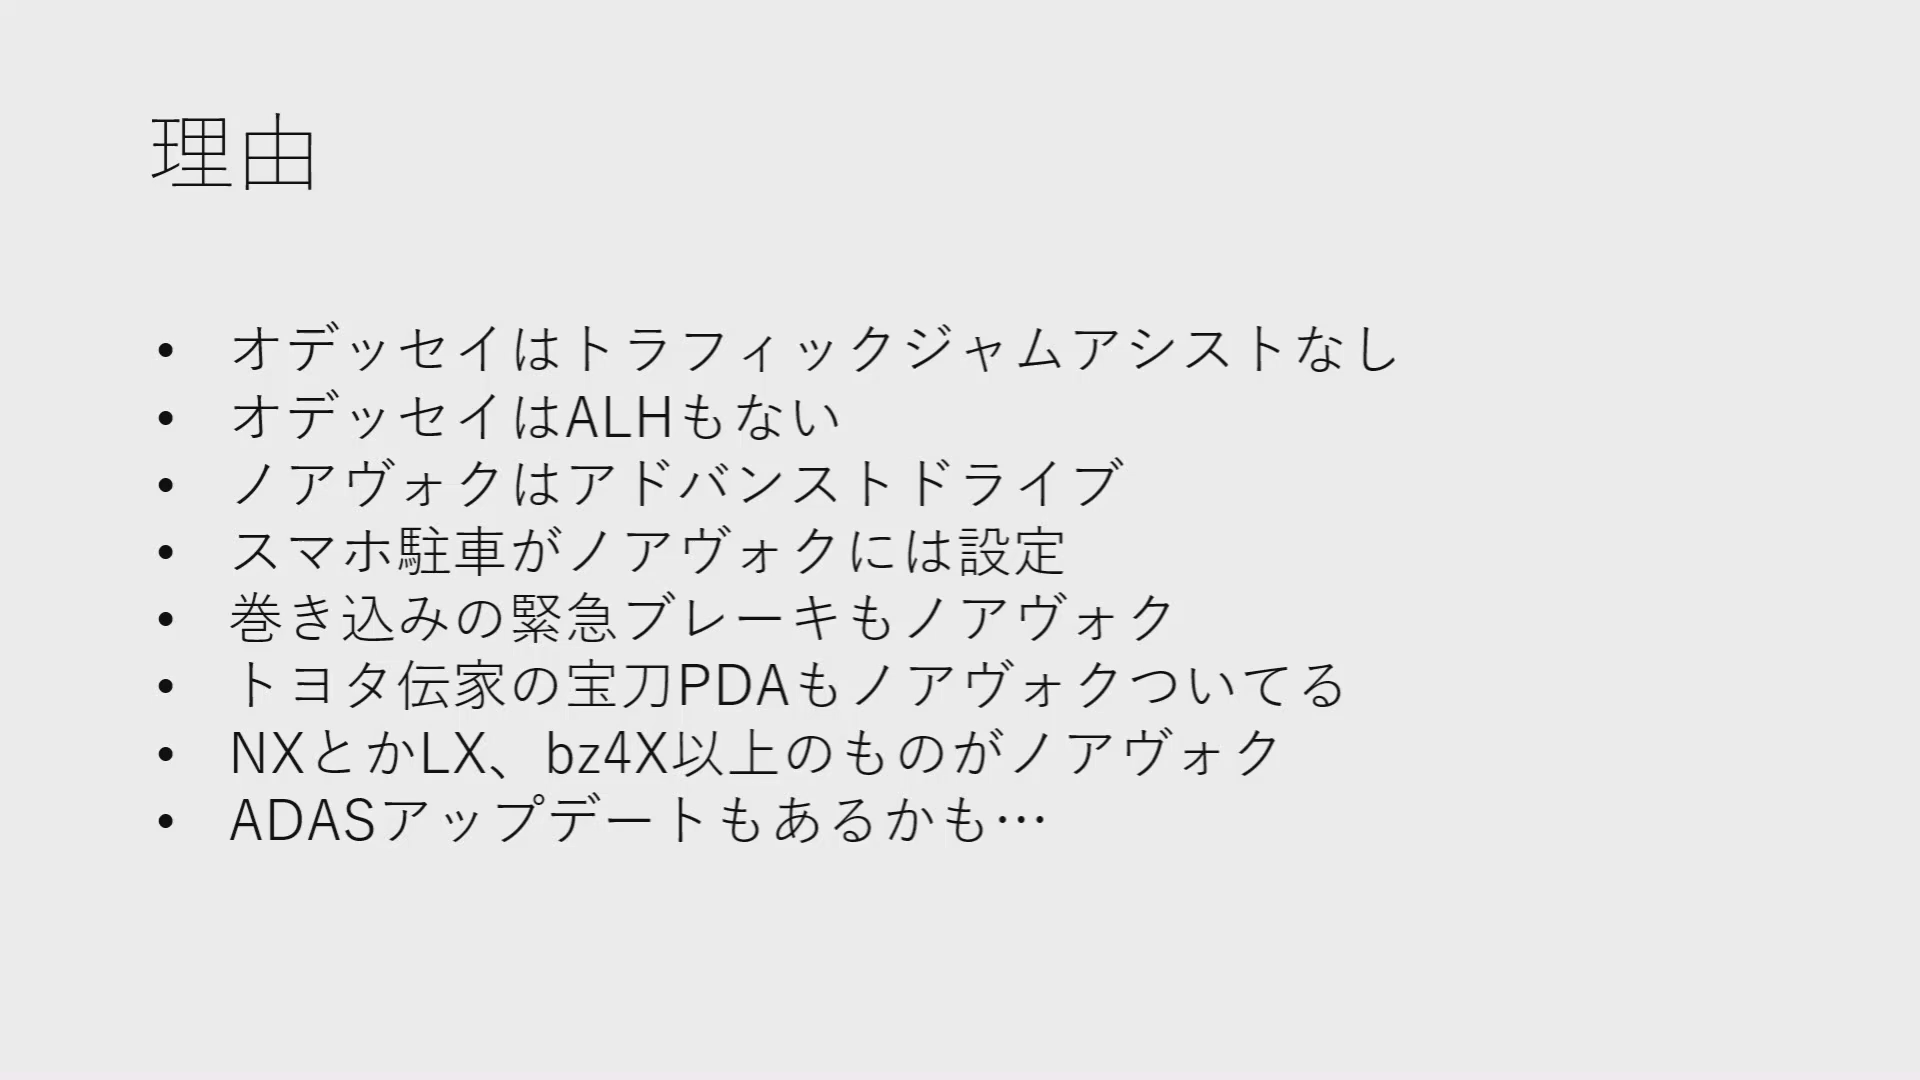 理由
• オデッセイはトラフィックジャムアシストなし
• オデッセイはALHもない
• ノアヴォクはアドバンストドライブ
• スマホ駐車がノアヴォクには設定
• 巻き込みの緊急ブレーキもノアヴォク
• トヨタ伝家の宝刀PDAもノアヴォクついてる
• NXとかLX、bz4X以上のものがノアヴォク
• ADASアップデートもあるかも…